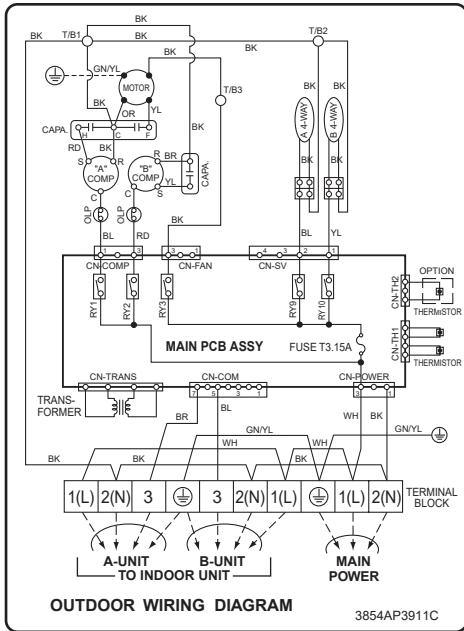 BK T/B1 BK BK T/B2
BK
GN/YL BK
MOTOR
BK BK
T/B3
BK OR YL
CAPA.
H C F
A 4-WAY B 4-WAY
RD BK BK
S R "A" COMP
"B" COMP R BR
C S YL
CAPA.
BK BK
C
OLP OLP
BK
BL RD BL YL
1 3 3 1 4 3 2 1
CN-COMP CN-FAN CN-SV
CN-TH2
OPTION
THERMISTOR
RY1 RY2 RY3 RY9 RY10
CN-TH1
THERMISTOR
MAIN PCB ASSY FUSE T3.15A
CN-TRANS CN-COM CN-POWER
7 5 3 1 3 1
TRANS-
FORMER
BR BL WH BK
GN/YL GN/YL
WH WH
BK BK BK
1(L) 2(N) 3 3 2(N) 1(L) 1(L) 2(N)
TERMINAL
BLOCK
A-UNIT B-UNIT
TO INDOOR UNIT
MAIN
POWER
OUTDOOR WIRING DIAGRAM
3854AP3911C